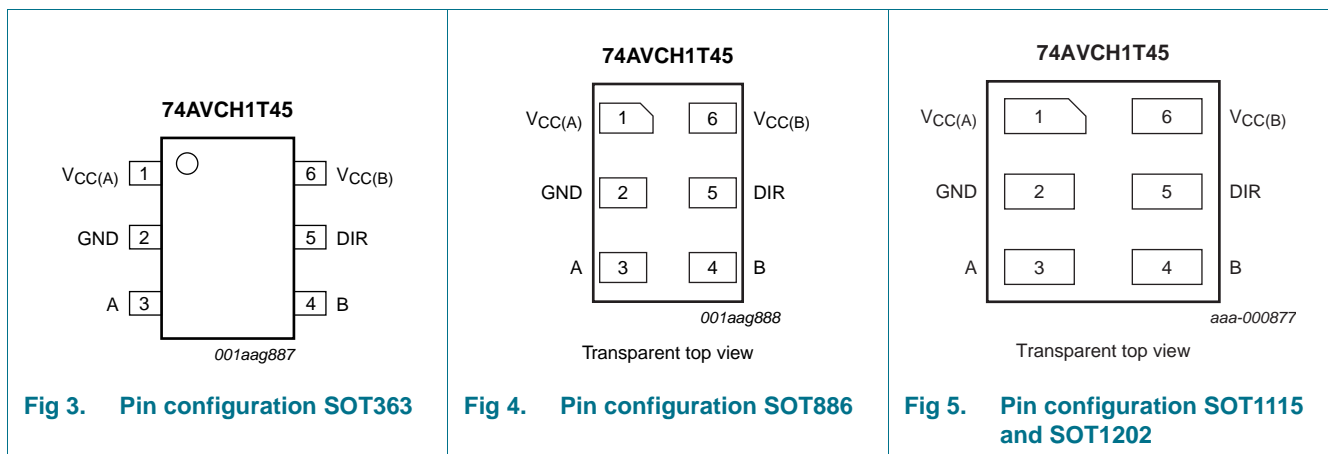 74AVCH1T45
VCC(A) 1 6 VCC(B)
GND 2 5 DIR
A 3 4 B
001aag887
Fig 3. Pin configuration SOT363
74AVCH1T45
VCC(A) 1 6 VCC(B)
GND 2 5 DIR
A 3 4 B
001aag888
Transparent top view
Fig 4. Pin configuration SOT886
74AVCH1T45
VCC(A) 1 6 VCC(B)
GND 2 5 DIR
A 3 4 B
aaa-000877
Transparent top view
Fig 5. Pin configuration SOT1115
and SOT1202